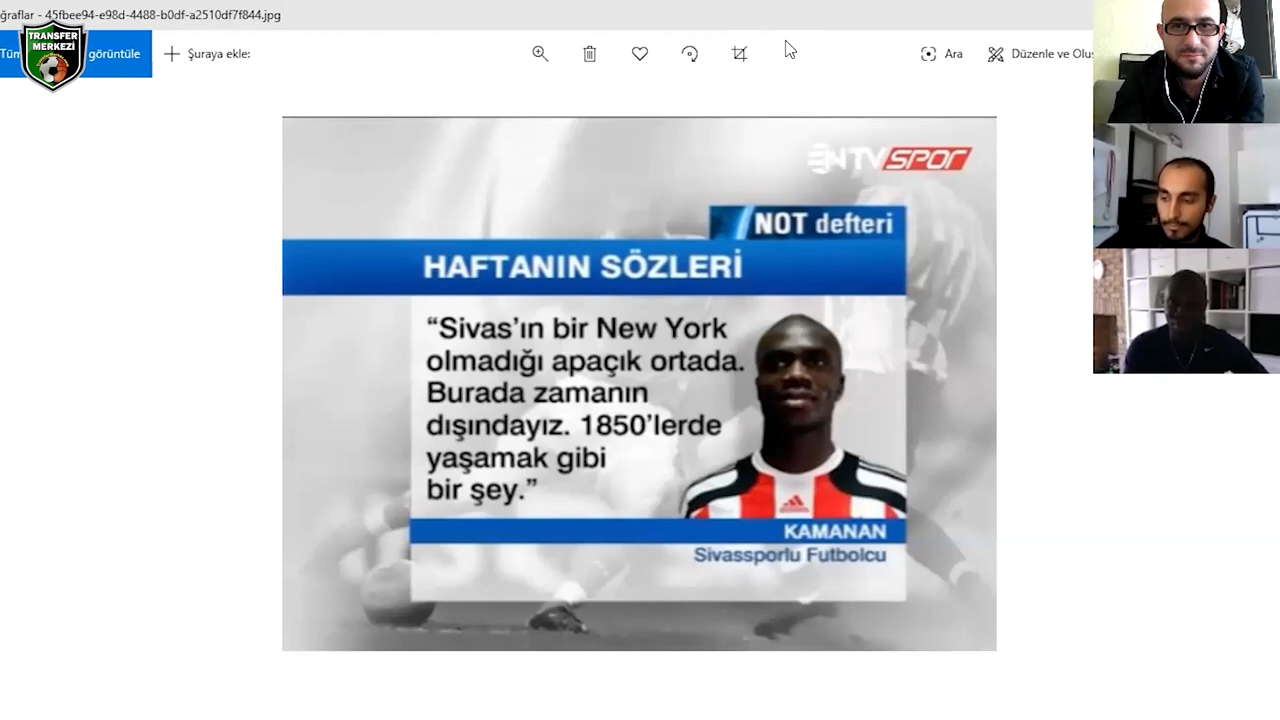 ğraflar - 45fbee94-e98d-4488-b0df-a2510df7f844.jpg
TRANSFER
MERKEZİ
Tüm
görüntüle
Şuraya ekle:
Ara
Düzenle ve Oluş
NTV SPOR
NOT defteri
HAFTANIN SÖZLERİ
“Sivas’ın bir New York
olmadığı apaçık ortada.
Burada zamanın
dışındayız. 1850’lerde
yaşamak gibi
bir şey.”
KAMANAN
Sivassporlu Futbolcu